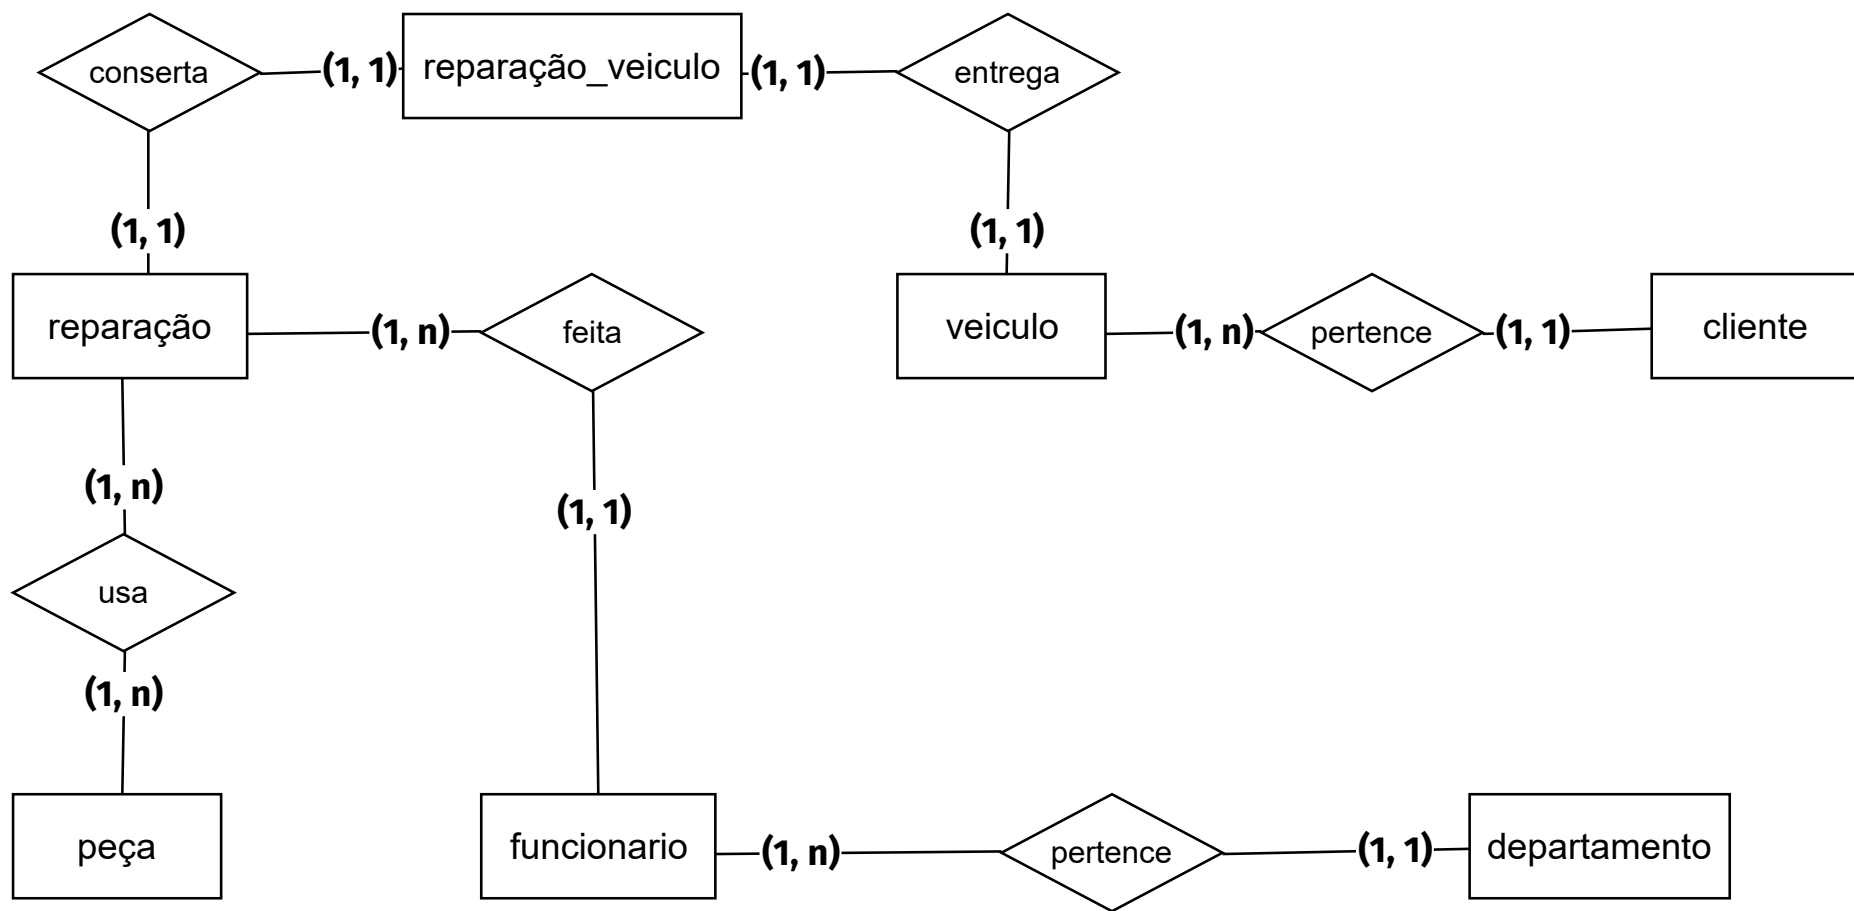 conserta
(1, 1)
reparação_veiculo
(1, 1)
entrega
(1, 1)
(1, 1)
reparação
(1, n)
feita
veiculo
(1, n)
pertence
(1, 1)
cliente
(1, n)
(1, 1)
usa
(1, n)
peça
funcionario
(1, n)
pertence
(1, 1)
departamento